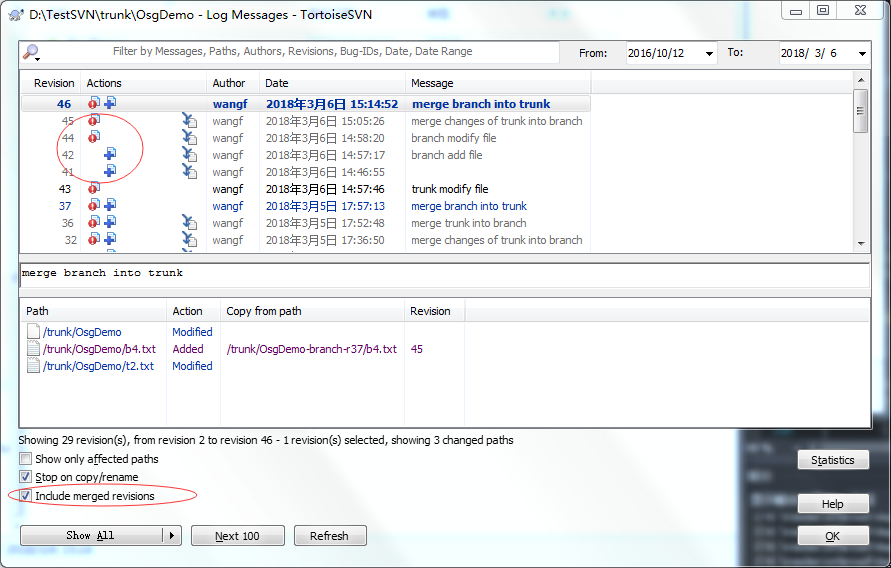 D:\TestSVN\trunk\OsgDemo - Log Messages - TortoiseSVN
Filter by Messages, Paths, Authors, Revisions, Bug-IDs, Date, Date Range From: 2016/10/12 To: 2018/ 3/ 6
Revision Actions Author Date Message
46 wangf 2018年3月6日 15:14:52 merge branch into trunk
45 wangf 2018年3月6日 15:05:26 merge changes of trunk into branch
44 wangf 2018年3月6日 14:58:20 branch modify file
42 wangf 2018年3月6日 14:57:17 branch add file
41 wangf 2018年3月6日 14:46:55
43 wangf 2018年3月6日 14:57:46 trunk modify file
37 wangf 2018年3月5日 17:57:13 merge branch into trunk
36 wangf 2018年3月5日 17:52:48 merge trunk into branch
32 wangf 2018年3月5日 17:36:50 merge changes of trunk into branch
merge branch into trunk
Path Action Copy from path Revision
/trunk/OsgDemo Modified
/trunk/OsgDemo/b4.txt Added /trunk/OsgDemo-branch-r37/b4.txt 45
/trunk/OsgDemo/t2.txt Modified
Showing 29 revision(s), from revision 2 to revision 46 - 1 revision(s) selected, showing 3 changed paths
Show only affected paths
Stop on copy/rename
Include merged revisions
Statistics
Help
Show All Next 100 Refresh OK